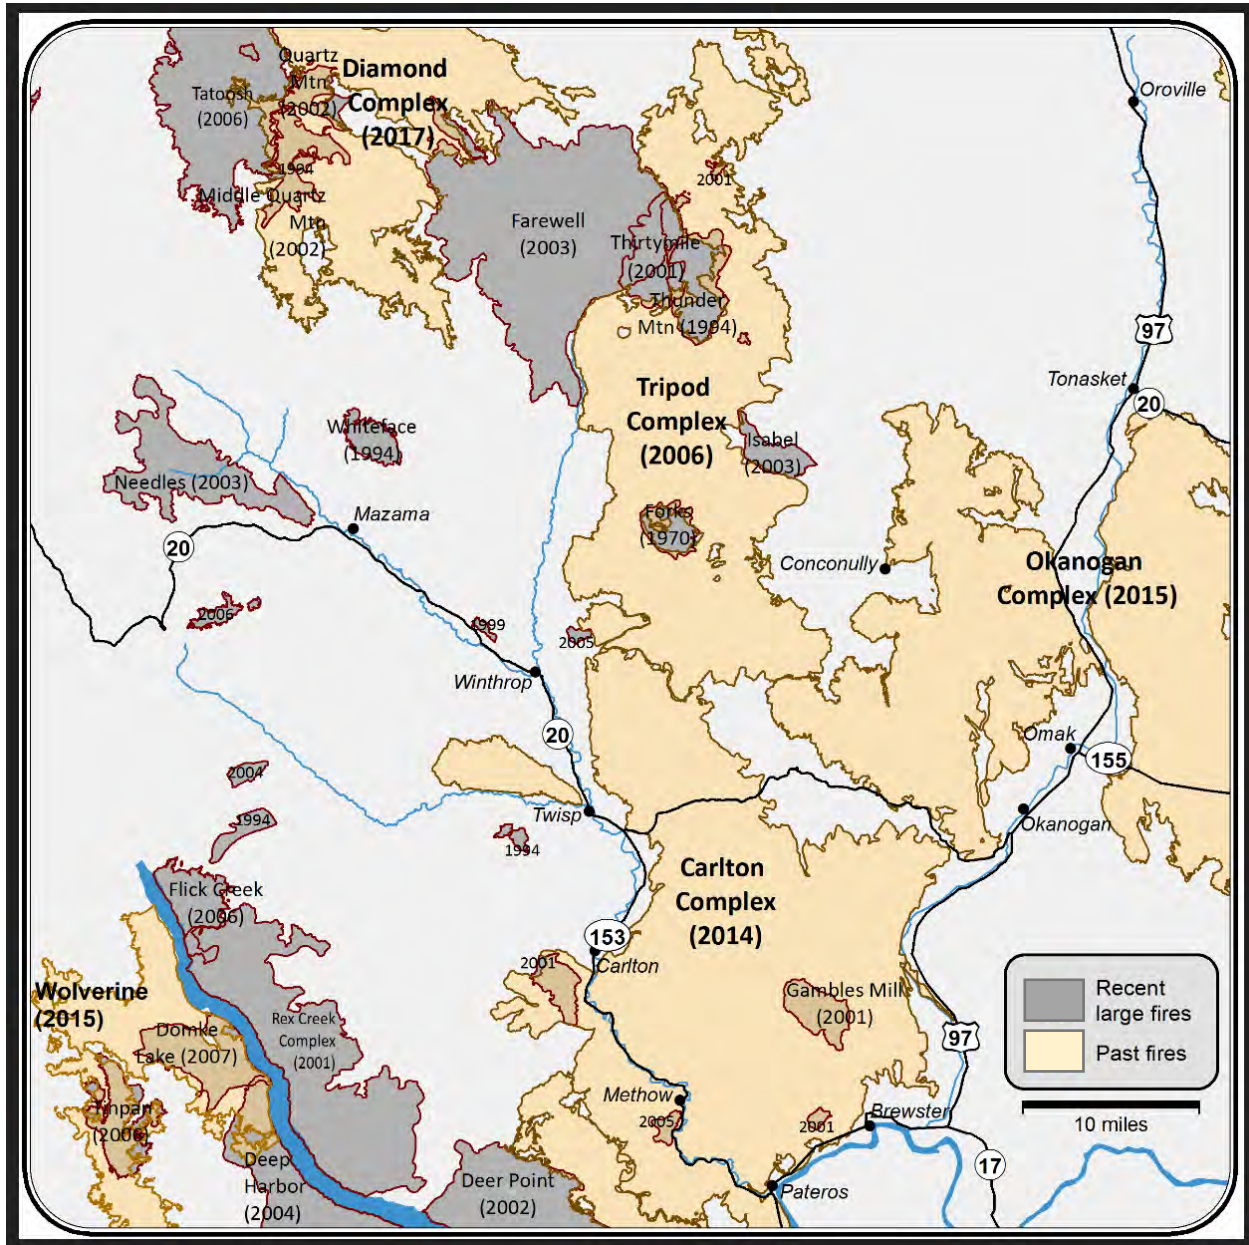 Quartz
Mtn
(2002)
Diamond
Complex
(2017)
Tatoosh
(2006)
Oroville
1994
2001
Middle Quartz
Mtn
(2002)
Farewell
(2003)
Thirtymile
(2001)
Thunder
Mtn (1994)
97
Tonasket
20
Tripod
Complex
(2006)
Whiteface
(1994)
Isabel
(2003)
Needles (2003)
Mazama
Forks
(1970)
20
Conconully
Okanogan
Complex (2015)
2006
1999
2005
Winthrop
20
Omak
155
2004
Twisp
Okanogan
1994
1994
Carlton
Complex
(2014)
Flick Creek
(2006)
153
2001
Carlton
Wolverine
(2015)
Gambles Mill
(2001)
Rex Creek
Complex
(2001)
Domke
Lake (2007)
97
Recent
large fires
Past fires
10 miles
Methow
2005
2001
Brewster
Tinpan
(2006)
17
Deep
Harbor
(2004)
Deer Point
(2002)
Pateros